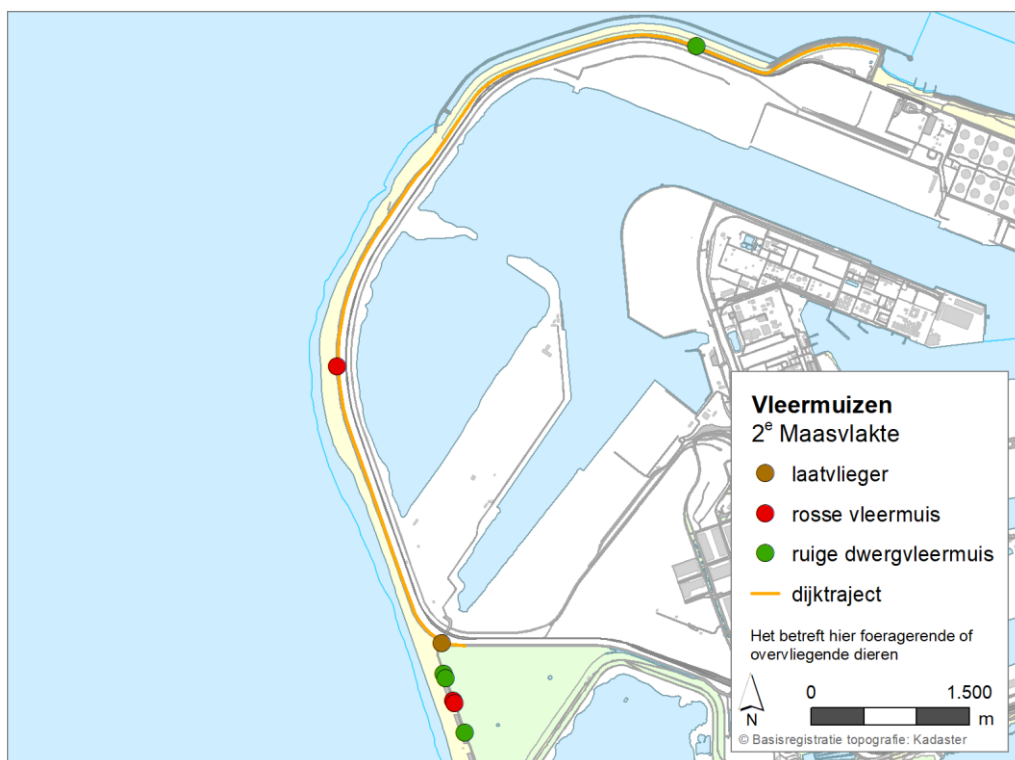 Vleermuizen
2e Maasvlakte
laatvlieger
rosse vleermuis
ruige dwergvleermuis
dijktraject
Het betreft hier foeragerende of
overvliegende dieren
0 1.500
N m
© Basisregistratie topografie: Kadaster